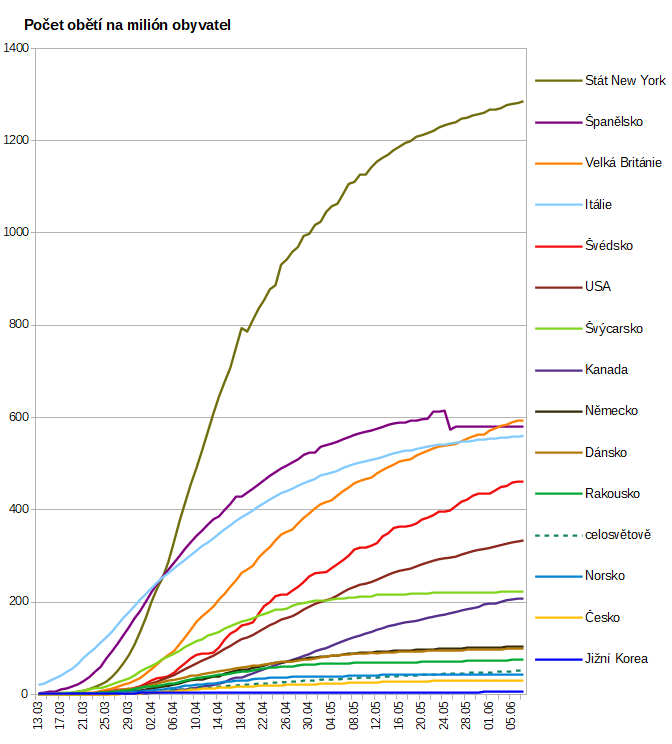 Počet obětí na milión obyvatel
1400
1200
1000
800
600
400
200
0
Stát New York
Španělsko
Velká Británie
Itálie
Švédsko
USA
Švýcarsko
Kanada
Německo
Dánsko
Rakousko
celosvětově
Norsko
Česko
Jižní Korea
13.03
17.03
21.03
25.03
29.03
02.04
06.04
10.04
14.04
18.04
22.04
26.04
30.04
04.05
08.05
12.05
16.05
20.05
24.05
28.05
01.06
05.06